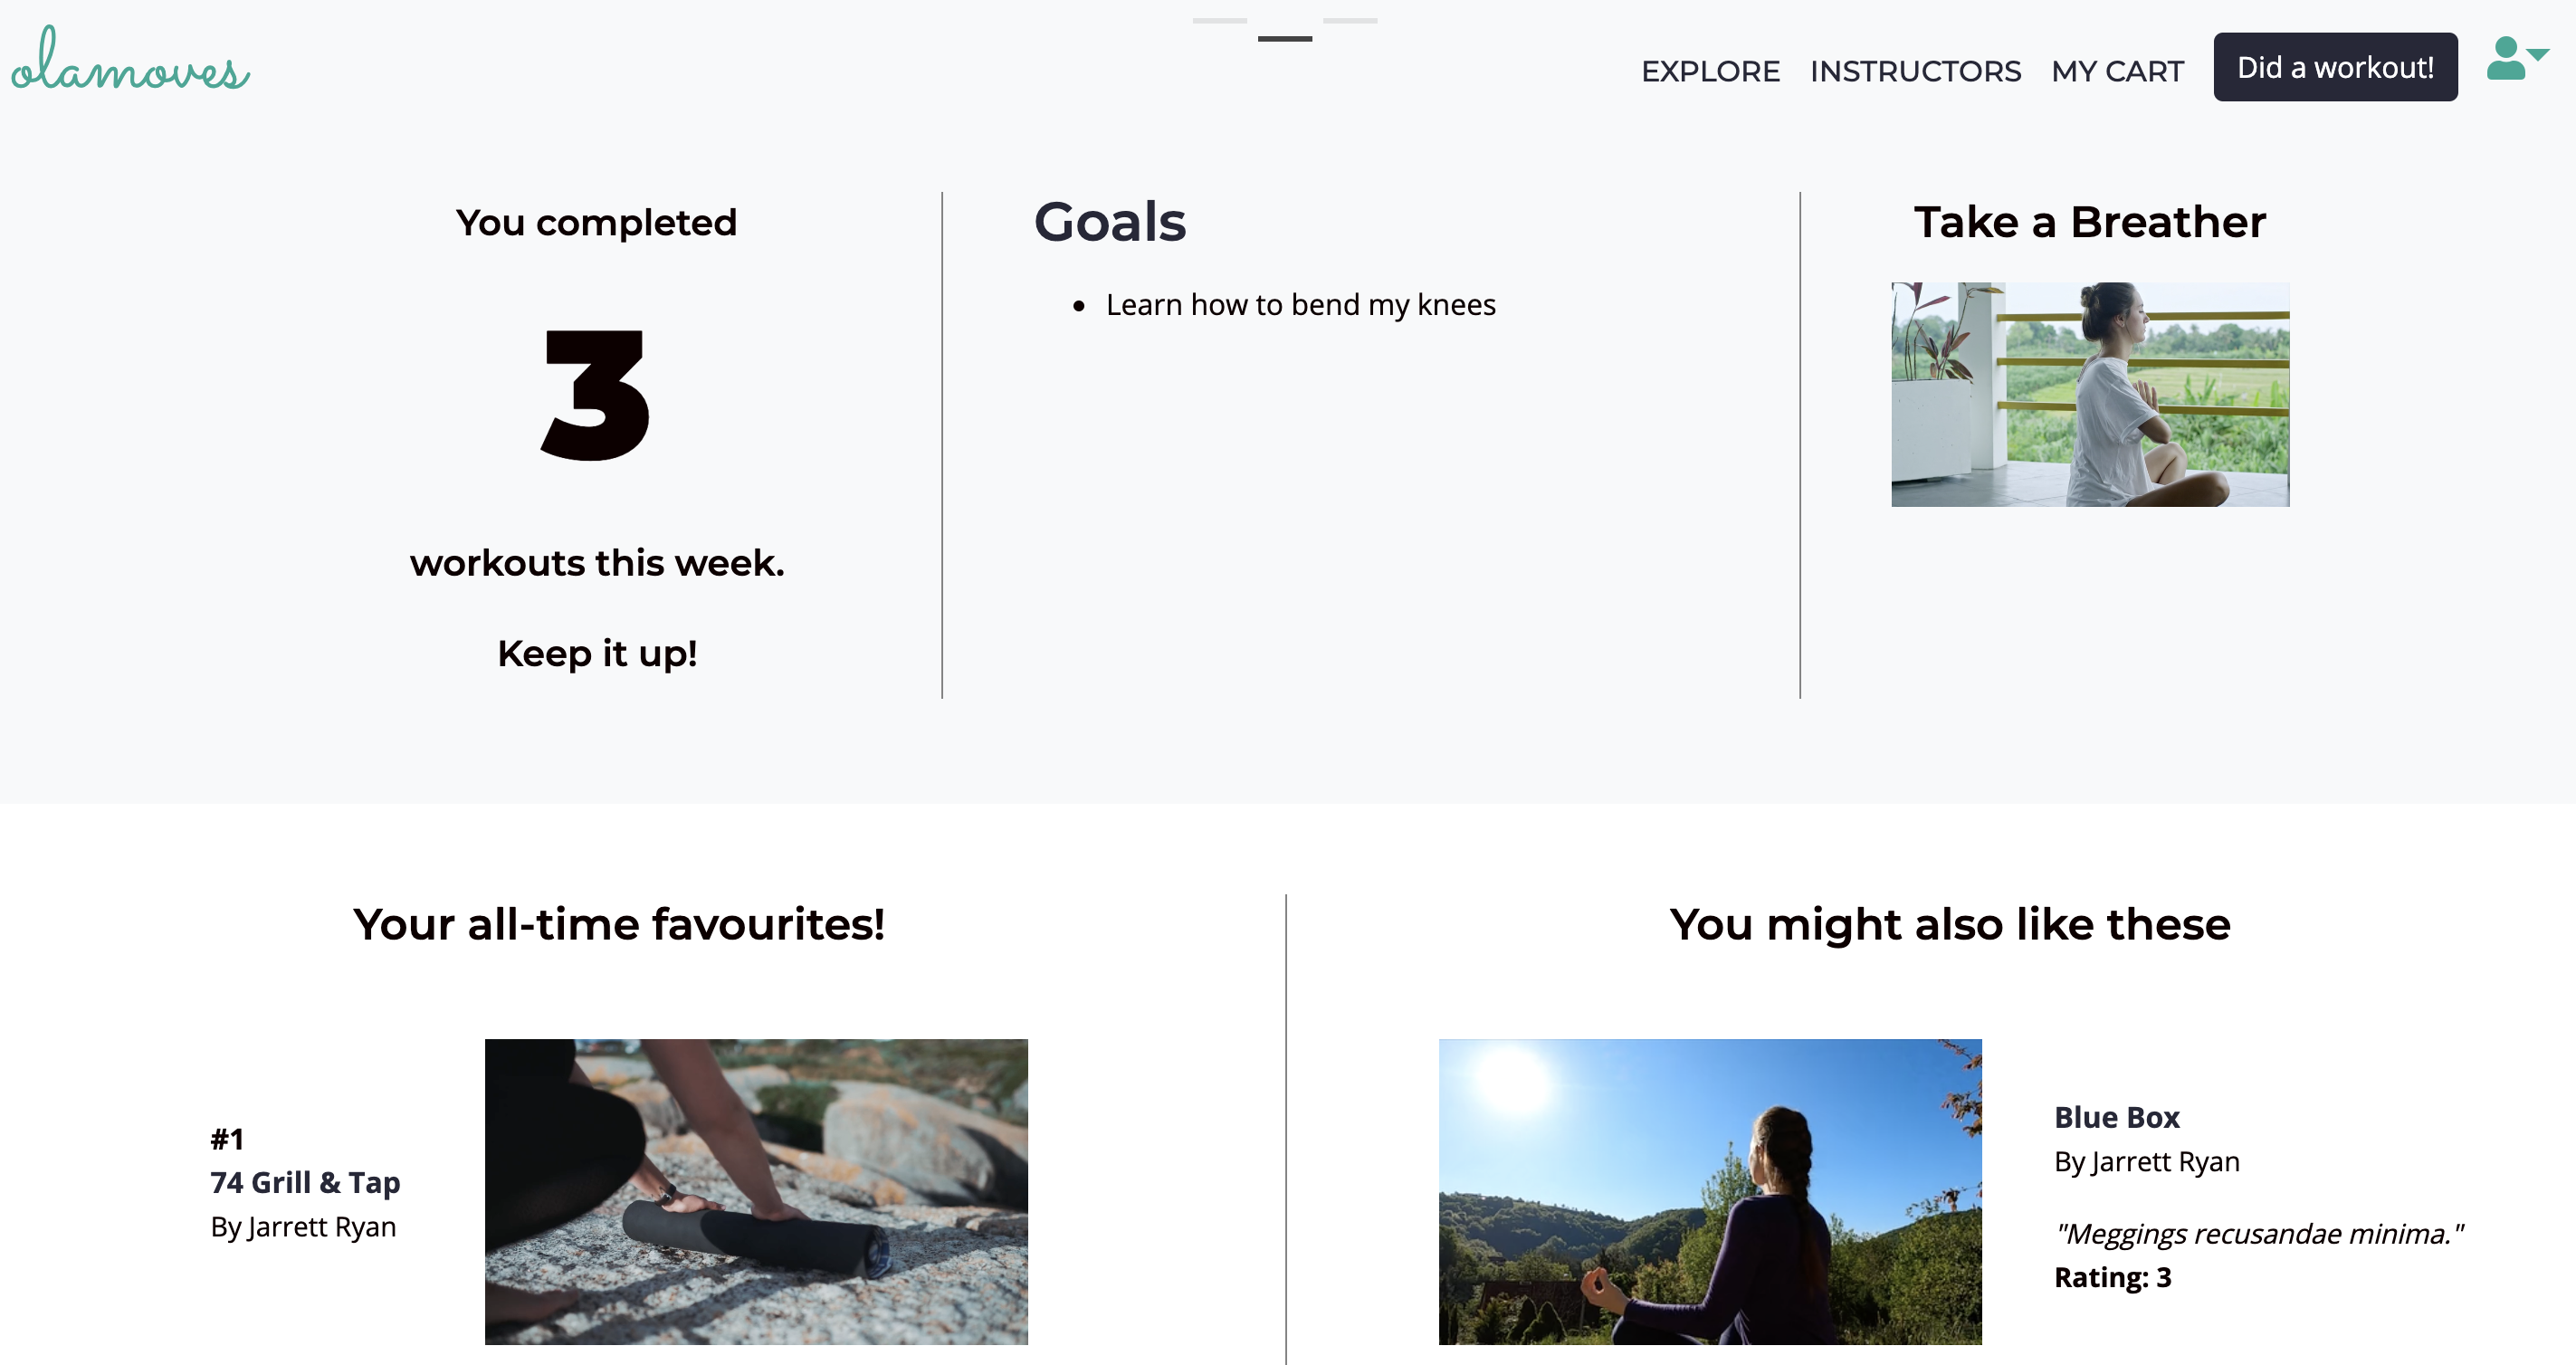 olamoves
EXPLORE INSTRUCTORS MY CART Did a workout!
You completed
3
workouts this week.
Keep it up!
Goals
• Learn how to bend my knees
Take a Breather
Your all-time favourites!
#1
74 Grill & Tap
By Jarrett Ryan
You might also like these
Blue Box
By Jarrett Ryan
"Meggings recusandae minima."
Rating: 3